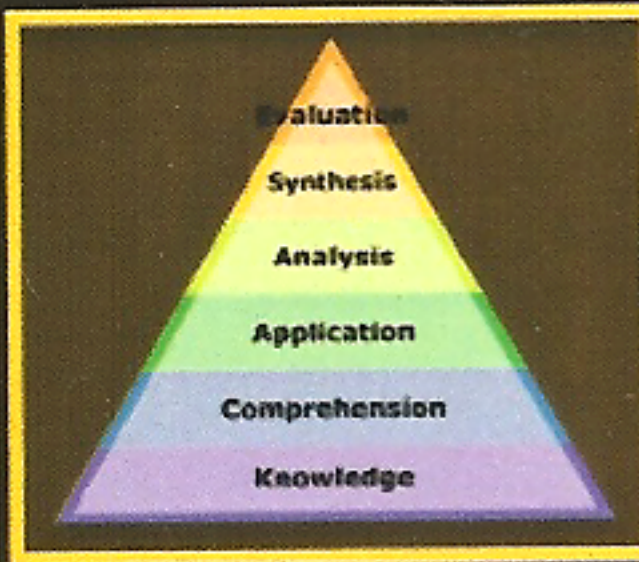 Evaluation
Synthesis
Analysis
Application
Comprehension
Knowledge